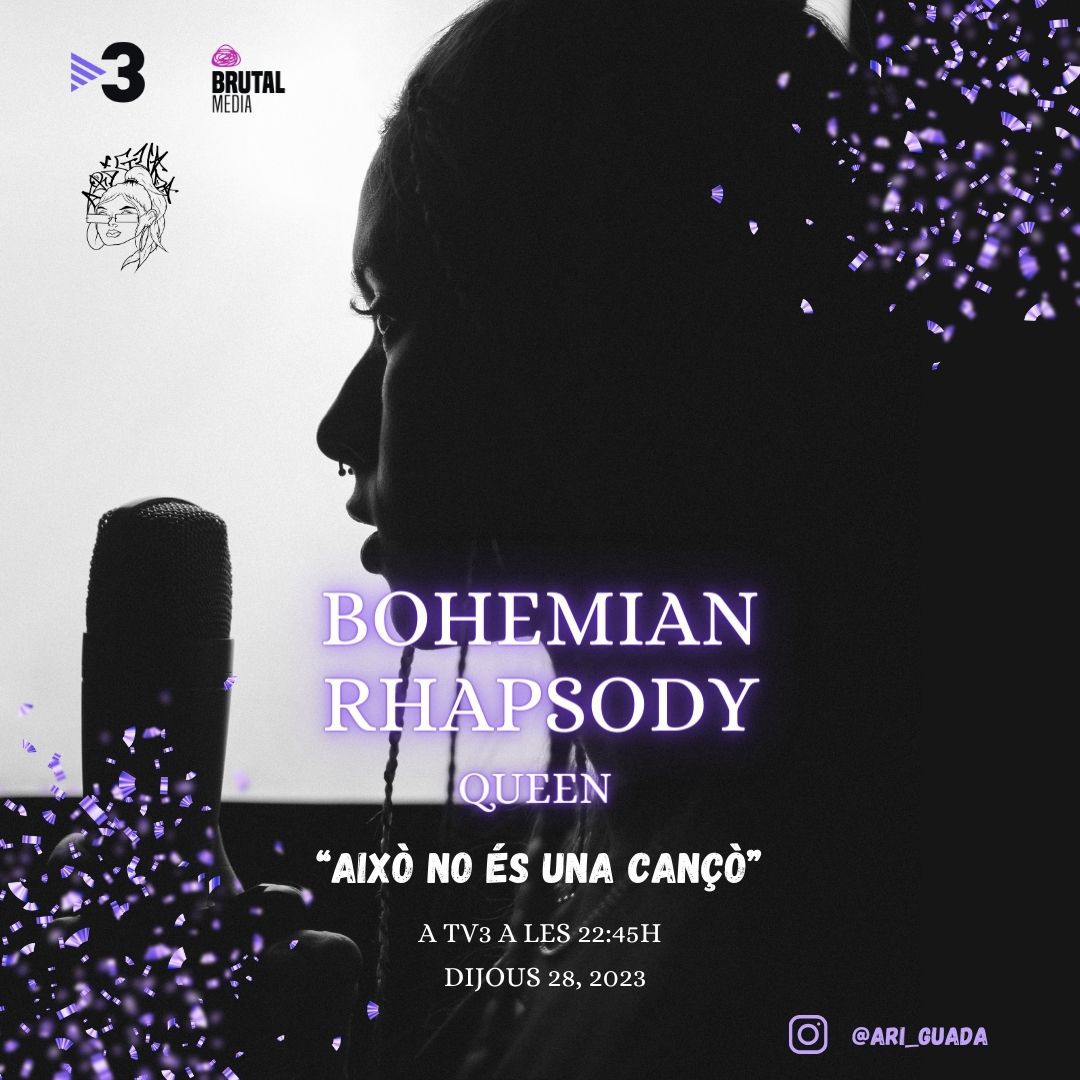 3
BRUTAL
MEDIA
BOHEMIAN
RHAPSODY
QUEEN
“AIXÒ NO ÉS UNA CANÇÒ”
A TV3 A LES 22:45H
DIJOUS 28, 2023
@ARI_GUADA